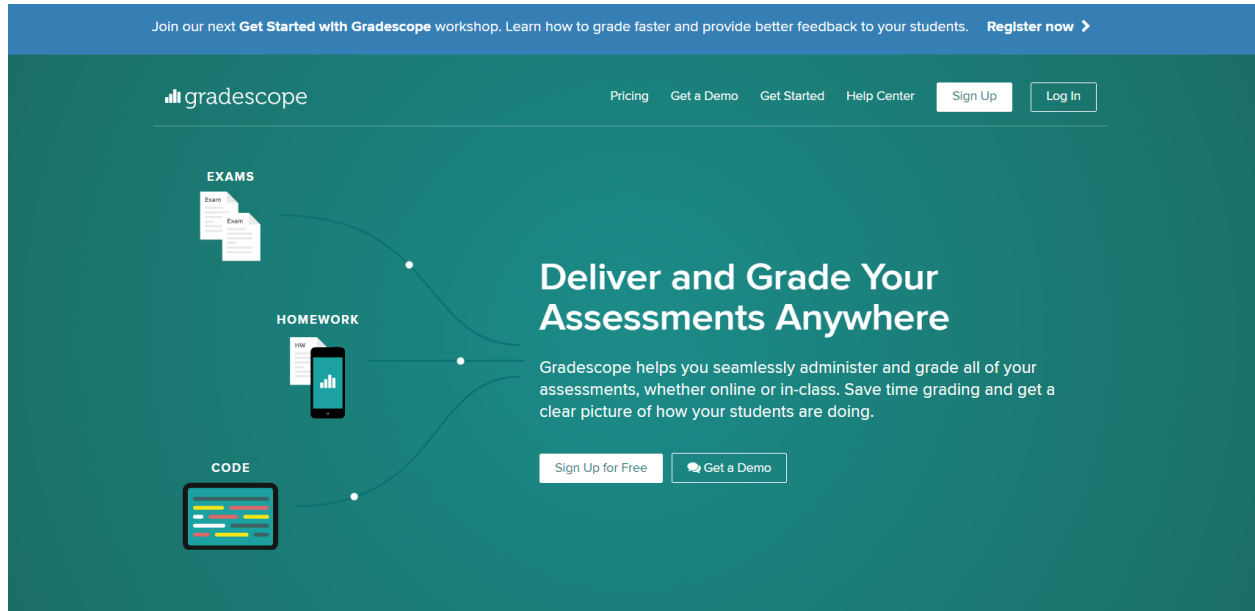 Join our next Get Started with Gradescope workshop. Learn how to grade faster and provide better feedback to your students. Register now
gradescope
Pricing Get a Demo Get Started Help Center Sign Up Log In
EXAMS
Exam
Exam
HOMEWORK
HW
CODE
Deliver and Grade Your
Assessments Anywhere
Gradescope helps you seamlessly administer and grade all of your
assessments, whether online or in-class. Save time grading and get a
clear picture of how your students are doing.
Sign Up for Free Get a Demo